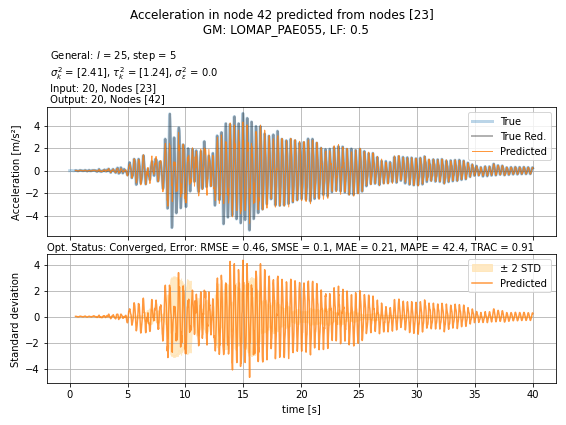 Acceleration in node 42 predicted from nodes [23]
GM: LOMAP_PAE055, LF: 0.5
General: l = 25, step = 5
σ²ₖ = [2.41], τ²ₖ = [1.24], σ²ε = 0.0
Input: 20, Nodes [23]
Output: 20, Nodes [42]
True
True Red.
Predicted
Acceleration [m/s²]
4
2
0
−2
−4
Opt. Status: Converged, Error: RMSE = 0.46, SMSE = 0.1, MAE = 0.21, MAPE = 42.4, TRAC = 0.91
± 2 STD
Predicted
Standard deviation
4
2
0
−2
−4
0 5 10 15 20 25 30 35 40
time [s]